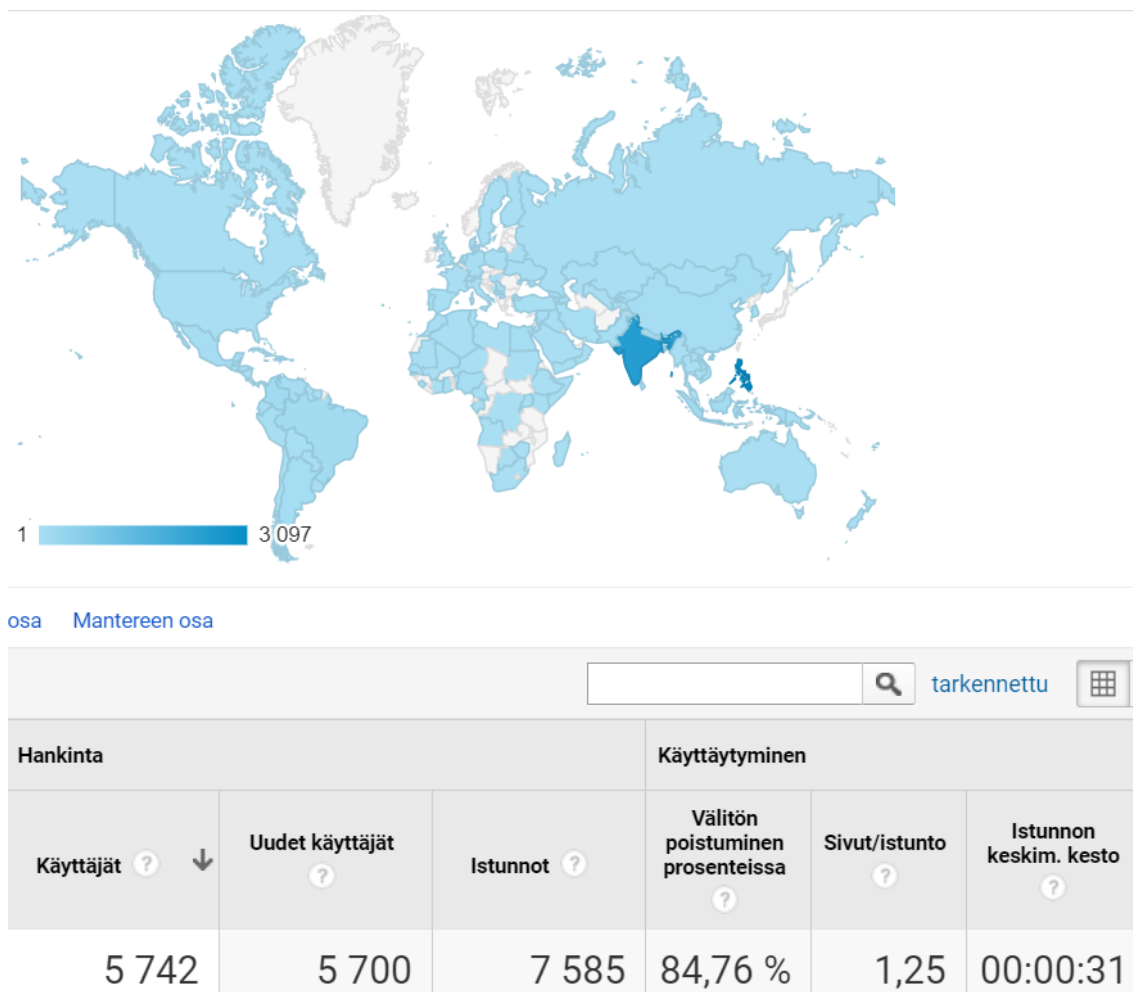 1 3 097
osa Mantereen osa
tarkennettu
Hankinta
Käyttäytyminen
Käyttäjät ?
Uudet käyttäjät
?
Istunnot ?
Välitön
poistuminen
prosenteissa
?
Sivut/istunto
?
Istunnon
keskim. kesto
?
5 742 5 700 7 585 84,76 % 1,25 00:00:31